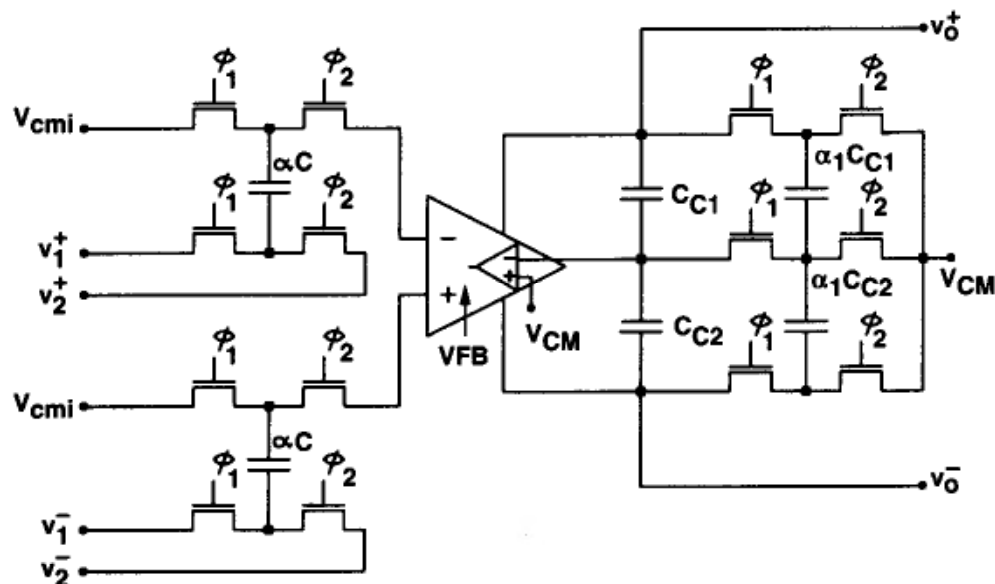 ϕ1 ϕ2
Vcmi
αC
ϕ1 ϕ2
v1+
v2+
ϕ1 ϕ2
Vcmi
αC
ϕ1 ϕ2
v1−
v2−
−
+
VFB
−
+
VCM
CC1
CC2
vo+
ϕ1 ϕ2
α1CC1
ϕ1 ϕ2
α1CC2
VCM
ϕ1 ϕ2
vo−